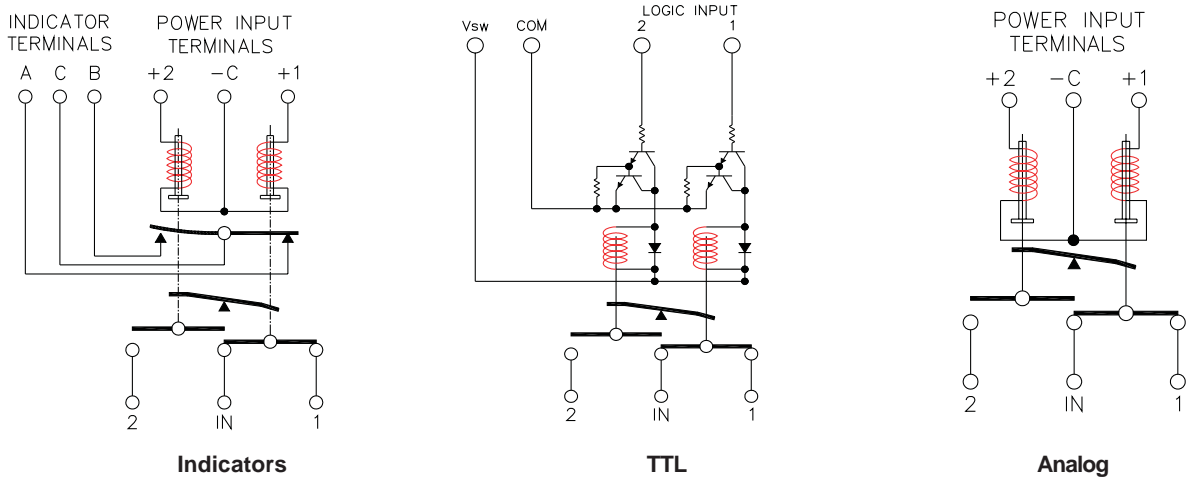 INDICATOR
TERMINALS
A C B
POWER INPUT
TERMINALS
+2 -C +1
2 IN 1
Indicators
LOGIC INPUT
Vsw COM 2 1
2 IN 1
TTL
POWER INPUT
TERMINALS
+2 -C +1
2 IN 1
Analog